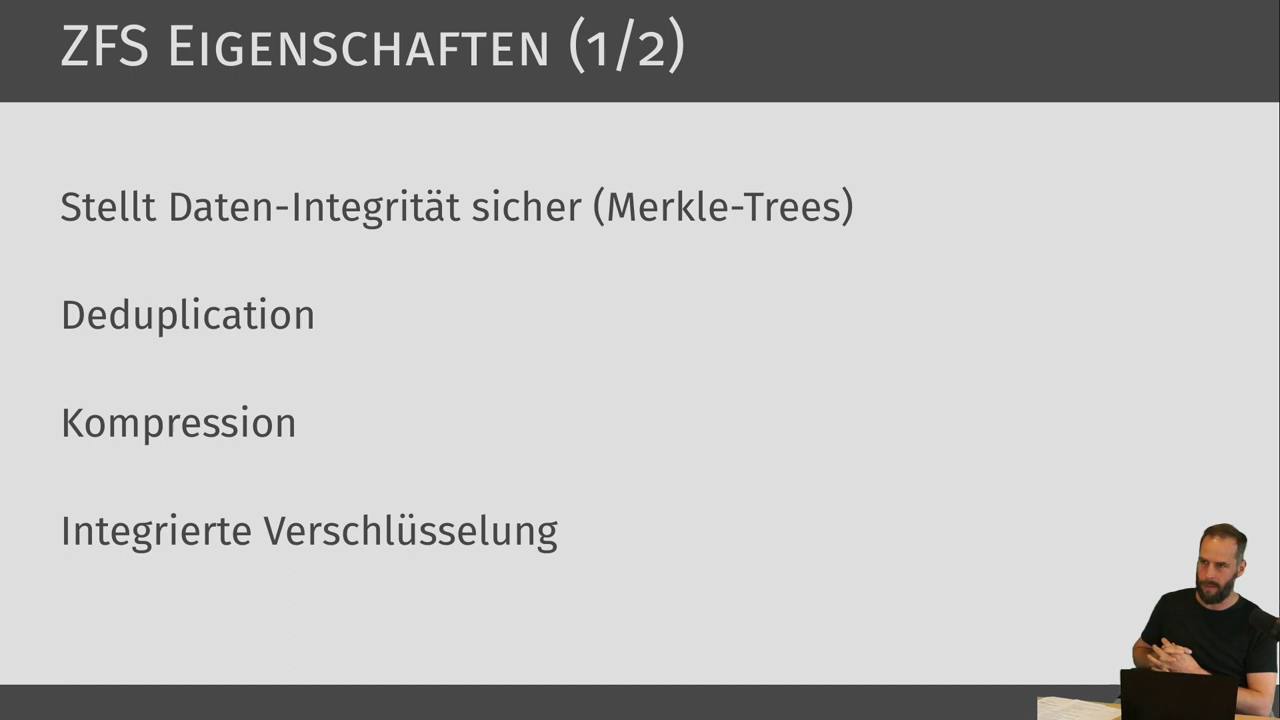 ZFS Eigenschaften (1/2)
Stellt Daten-Integrität sicher (Merkle-Trees)
Deduplication
Kompression
Integrierte Verschlüsselung